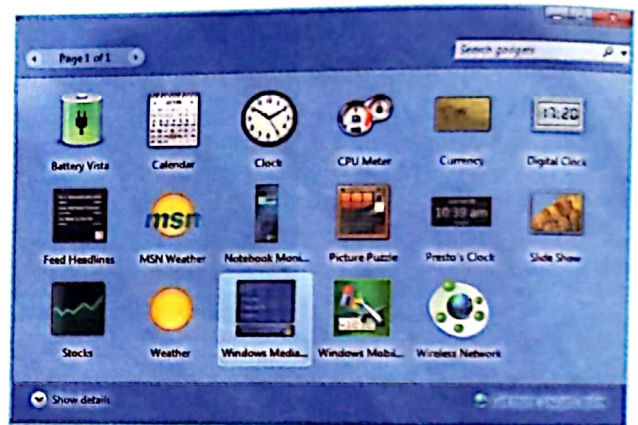 Page 1 of 1
Search gadgets
17:20
Battery Vista
Calendar
Clock
CPU Meter
Currency
Digital Clock
msn
10:39 am
Feed Headlines
MSN Weather
Notebook Moni...
Picture Puzzle
Presto's Clock
Slide Show
Stocks
Weather
Windows Media...
Windows Mobil...
Wireless Network
Show details